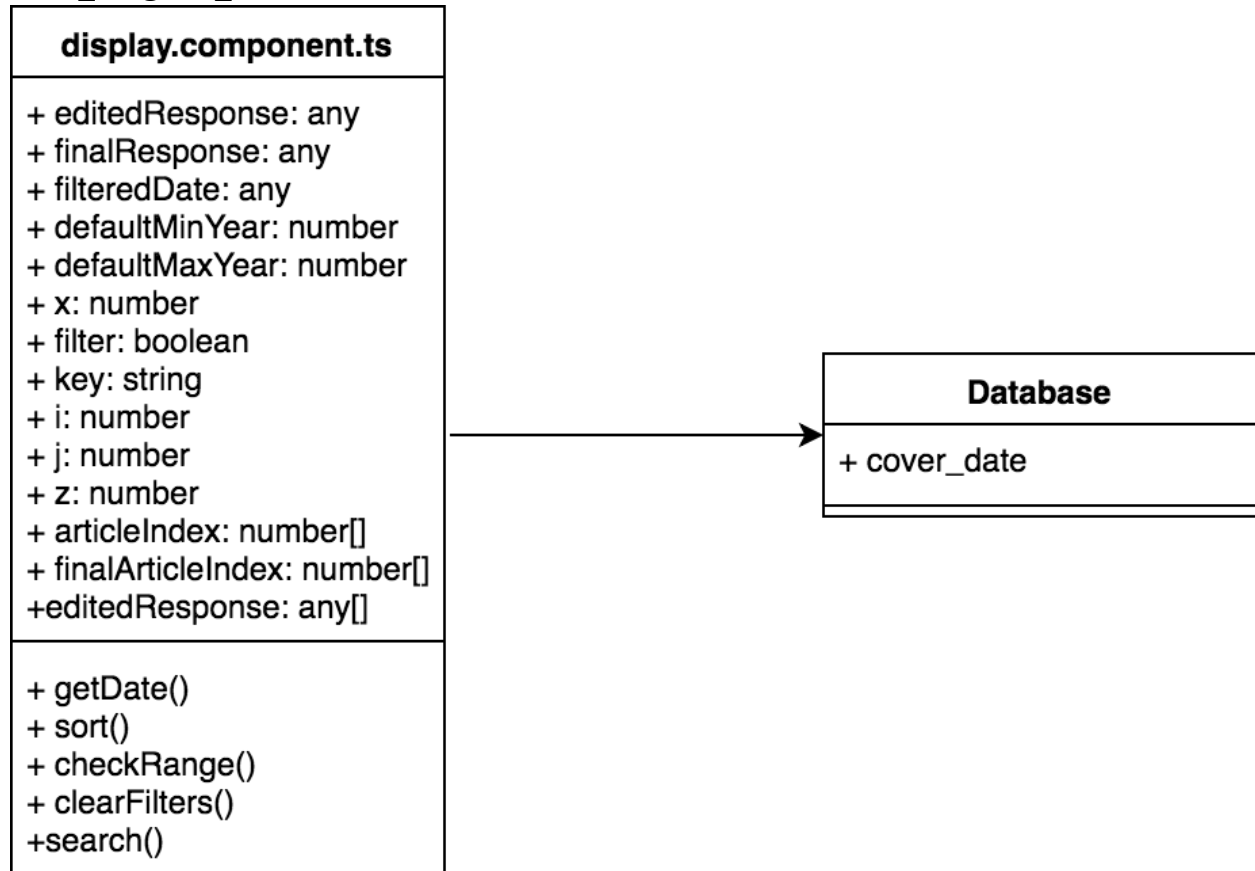 display.component.ts
+ editedResponse: any
+ finalResponse: any
+ filteredDate: any
+ defaultMinYear: number
+ defaultMaxYear: number
+ x: number
+ filter: boolean
+ key: string
+ i: number
+ j: number
+ z: number
+ articleIndex: number[]
+ finalArticleIndex: number[]
+editedResponse: any[]
+ getDate()
+ sort()
+ checkRange()
+ clearFilters()
+search()
Database
+ cover_date